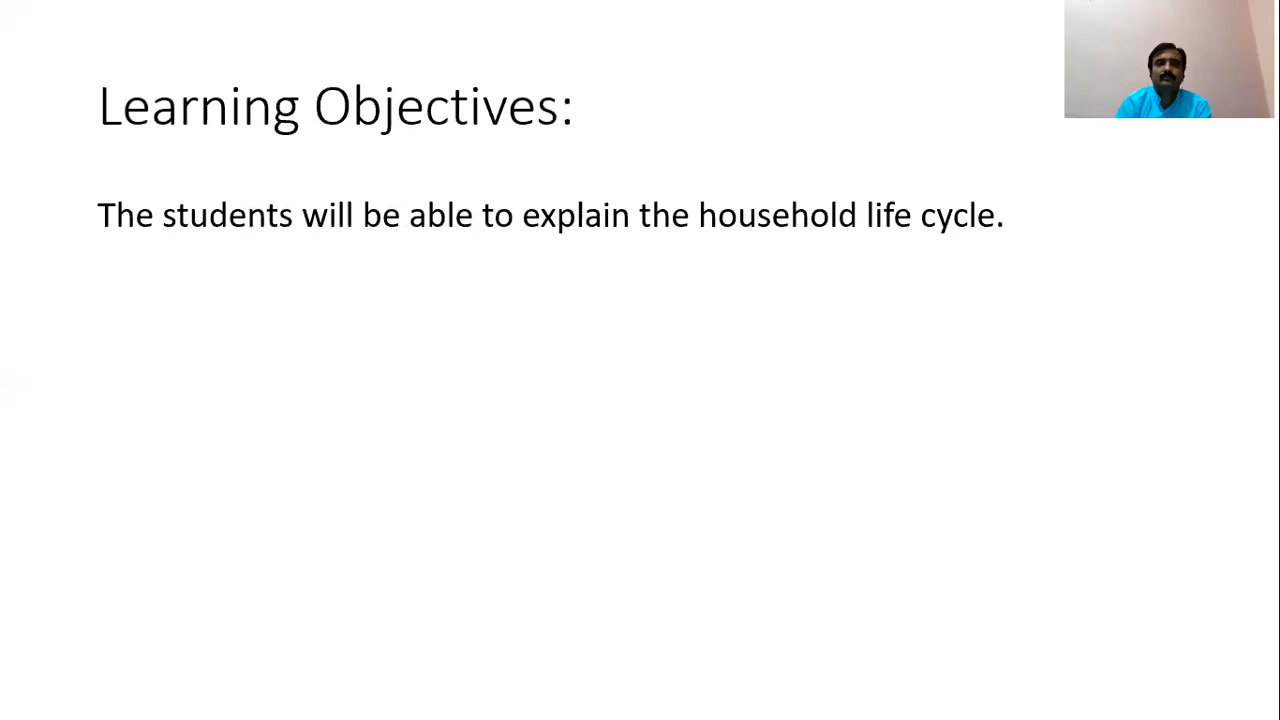 Learning Objectives:
The students will be able to explain the household life cycle.